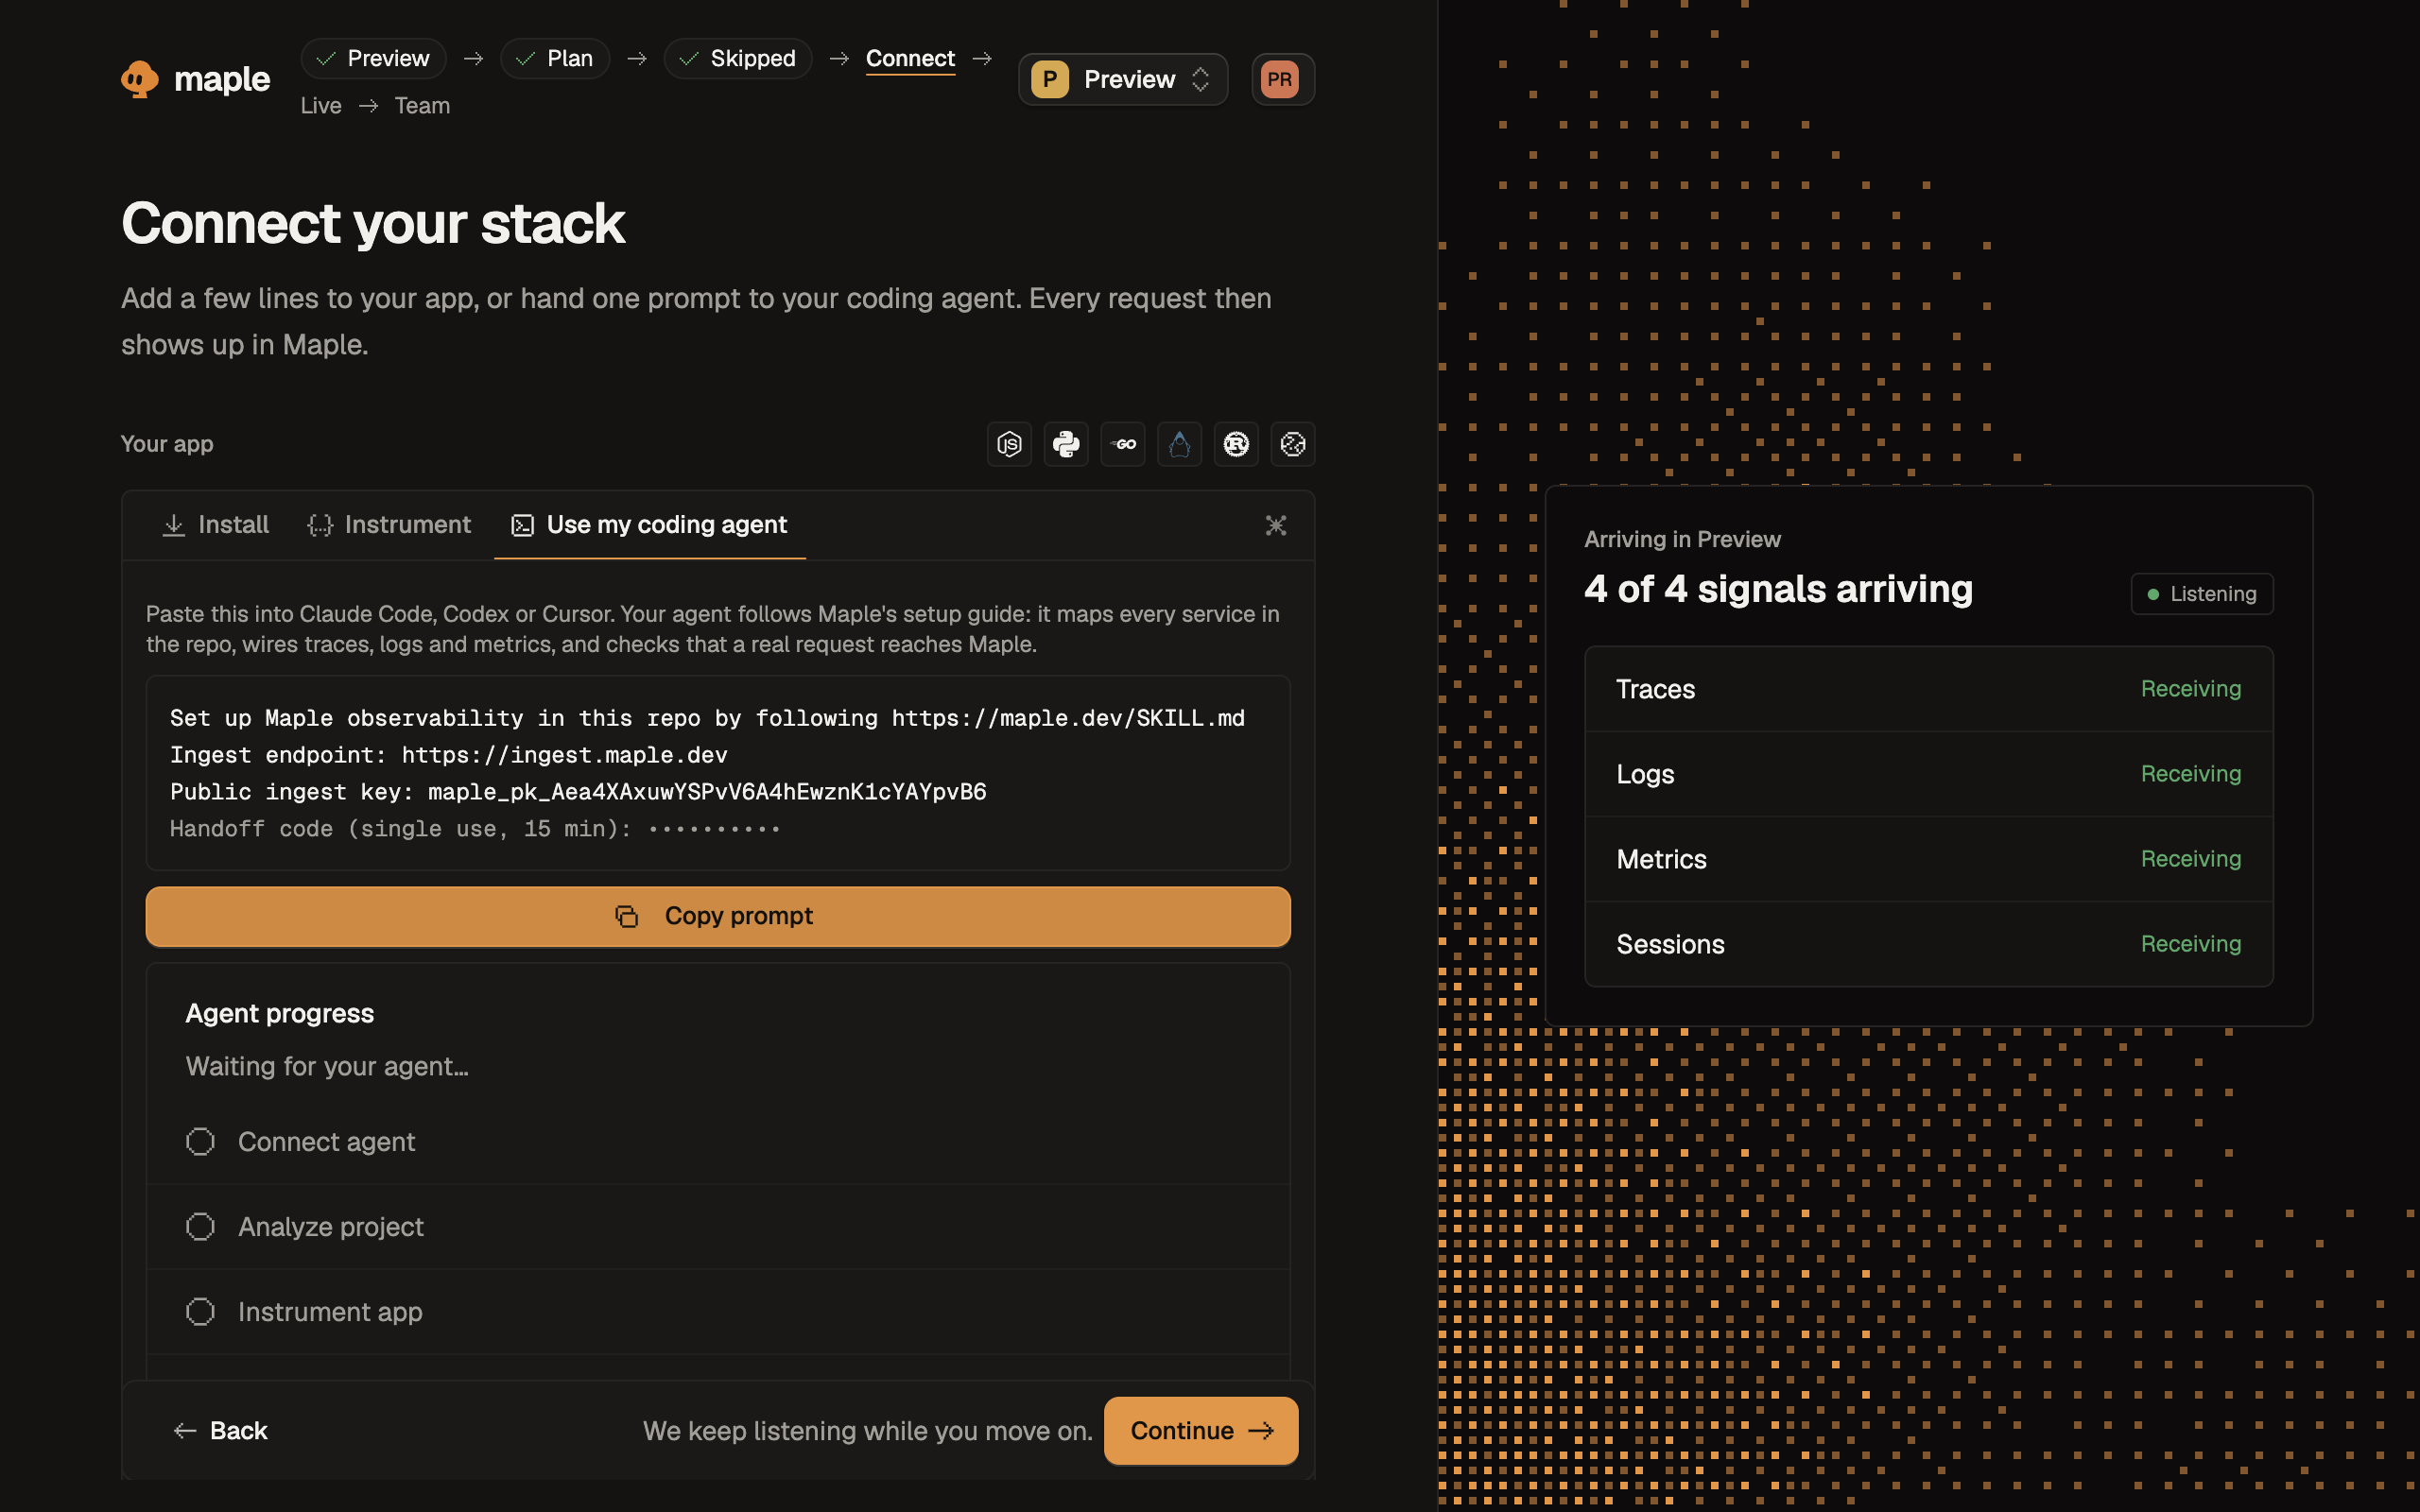 maple
Preview → Plan → Skipped → Connect →
Live → Team
P Preview
PR
Connect your stack
Add a few lines to your app, or hand one prompt to your coding agent. Every request then
shows up in Maple.
Your app
JS
GO
R
Install
Instrument
Use my coding agent
Paste this into Claude Code, Codex or Cursor. Your agent follows Maple's setup guide: it maps every service in
the repo, wires traces, logs and metrics, and checks that a real request reaches Maple.
Set up Maple observability in this repo by following https://maple.dev/SKILL.md
Ingest endpoint: https://ingest.maple.dev
Public ingest key: maple_pk_Aea4XAxuwYSPvV6A4hEwznK1cYAYpvB6
Handoff code (single use, 15 min): ••••••••••
Copy prompt
Agent progress
Waiting for your agent…
Connect agent
Analyze project
Instrument app
← Back
We keep listening while you move on.
Continue →
Arriving in Preview
4 of 4 signals arriving
Listening
Traces Receiving
Logs Receiving
Metrics Receiving
Sessions Receiving